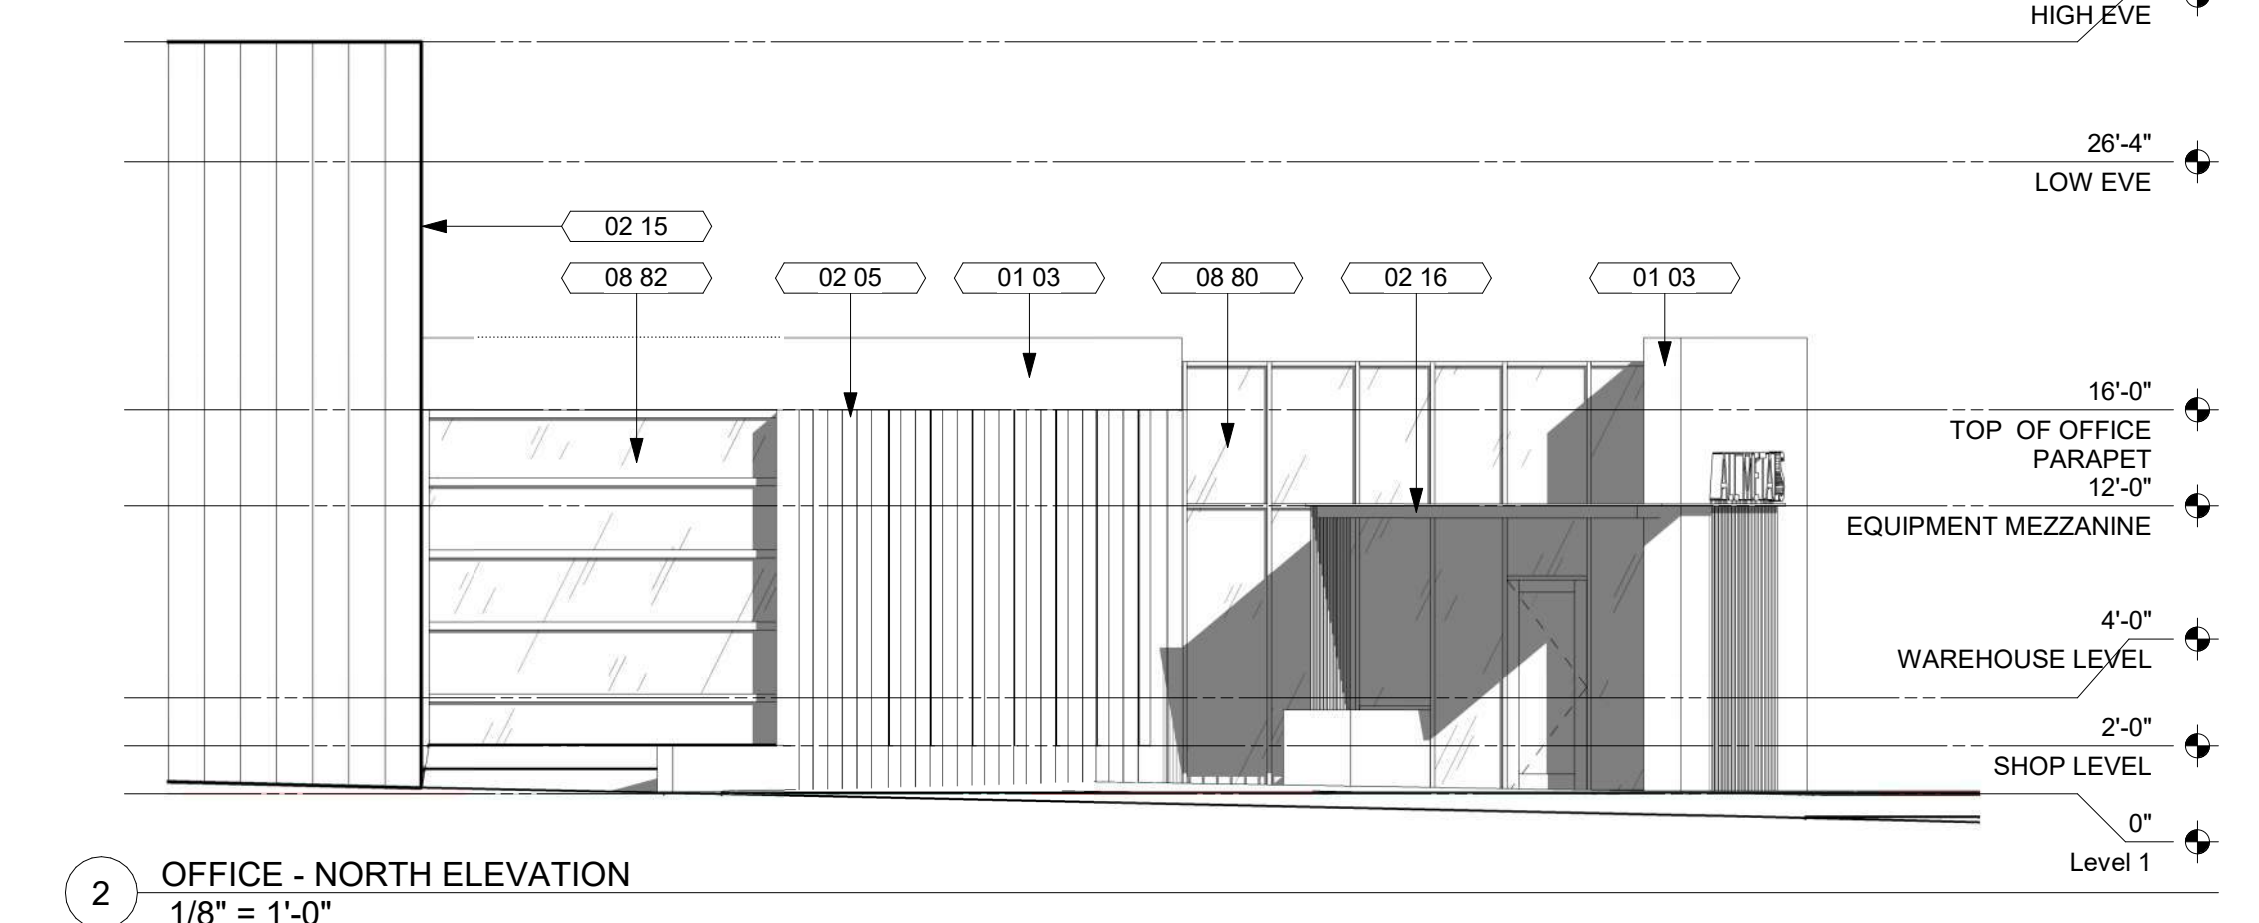 HIGH EVE
26'-4"
LOW EVE
02 15
08 82
02 05
01 03
08 80
02 16
01 03
16'-0"
TOP OF OFFICE
PARAPET
12'-0"
EQUIPMENT MEZZANINE
4'-0"
WAREHOUSE LEVEL
2'-0"
SHOP LEVEL
0"
Level 1
2
OFFICE - NORTH ELEVATION
1/8" = 1'-0"